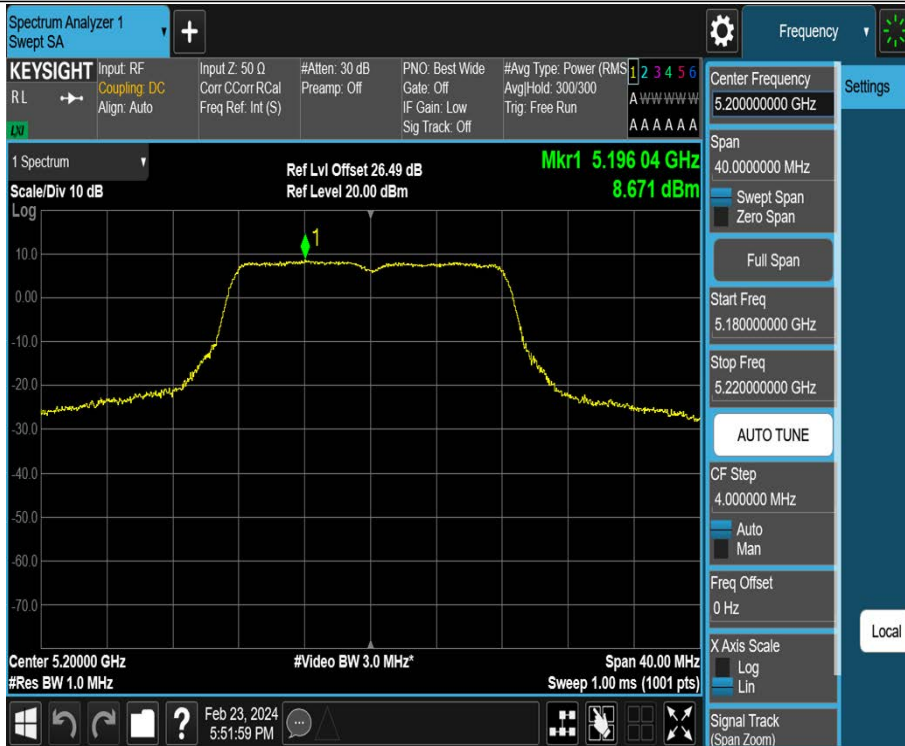 Spectrum Analyzer 1
Swept SA
+
Frequency
KEYSIGHT
R L
LXI
Input: RF
Coupling: DC
Align: Auto
Input Z: 50 Ω
Corr CCorr RCal
Freq Ref: Int (S)
#Atten: 30 dB
Preamp: Off
PNO: Best Wide
Gate: Off
IF Gain: Low
Sig Track: Off
#Avg Type: Power (RMS
Avg|Hold: 300/300
Trig: Free Run
1 2 3 4 5 6
A W W W W W
A A A A A A
1 Spectrum
Scale/Div 10 dB
Log
Ref Lvl Offset 26.49 dB
Ref Level 20.00 dBm
Mkr1 5.196 04 GHz
8.671 dBm
1
10.0
0.00
-10.0
-20.0
-30.0
-40.0
-50.0
-60.0
-70.0
Center 5.20000 GHz
#Res BW 1.0 MHz
#Video BW 3.0 MHz*
Span 40.00 MHz
Sweep 1.00 ms (1001 pts)
Center Frequency
5.200000000 GHz
Settings
Span
40.0000000 MHz
Swept Span
Zero Span
Full Span
Start Freq
5.180000000 GHz
Stop Freq
5.220000000 GHz
AUTO TUNE
CF Step
4.000000 MHz
Auto
Man
Freq Offset
0 Hz
X Axis Scale
Log
Lin
Local
Signal Track
(Span Zoom)
?
Feb 23, 2024
5:51:59 PM